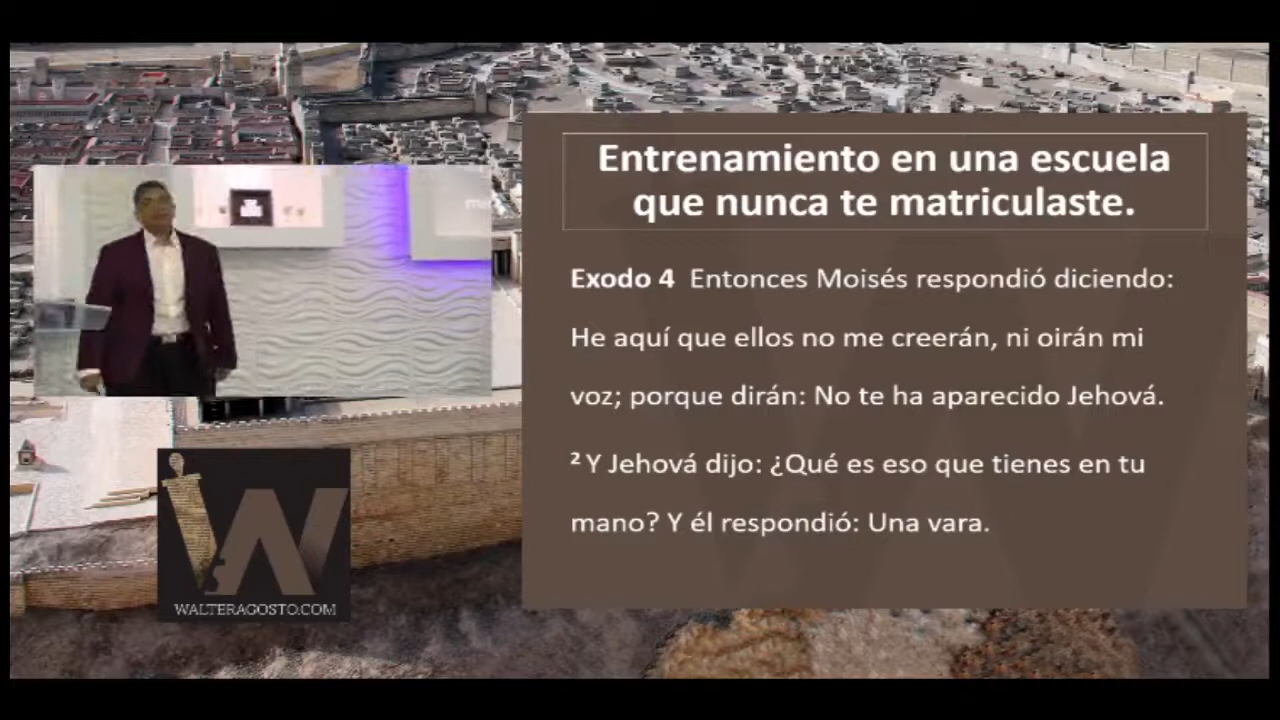 Entrenamiento en una escuela
que nunca te matriculaste.
Exodo 4 Entonces Moisés respondió diciendo:
He aquí que ellos no me creerán, ni oirán mi
voz; porque dirán: No te ha aparecido Jehová.
² Y Jehová dijo: ¿Qué es eso que tienes en tu
mano? Y él respondió: Una vara.
W
WALTERAGOSTO.COM